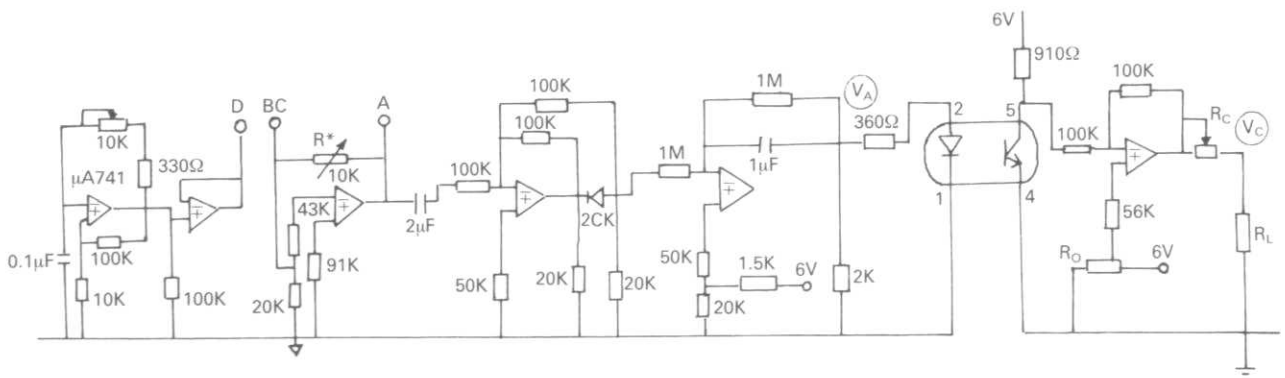 10K
330Ω
μA741
0.1μF
100K
10K
100K
D
BC
A
R*
10K
43K
91K
20K
2μF
100K
100K
100K
50K
2CK
20K
20K
1M
1M
1μF
V_A
50K
1.5K
6V
20K
2K
360Ω
2
1
5
4
6V
910Ω
100K
100K
56K
R_O
6V
R_C
V_C
R_L